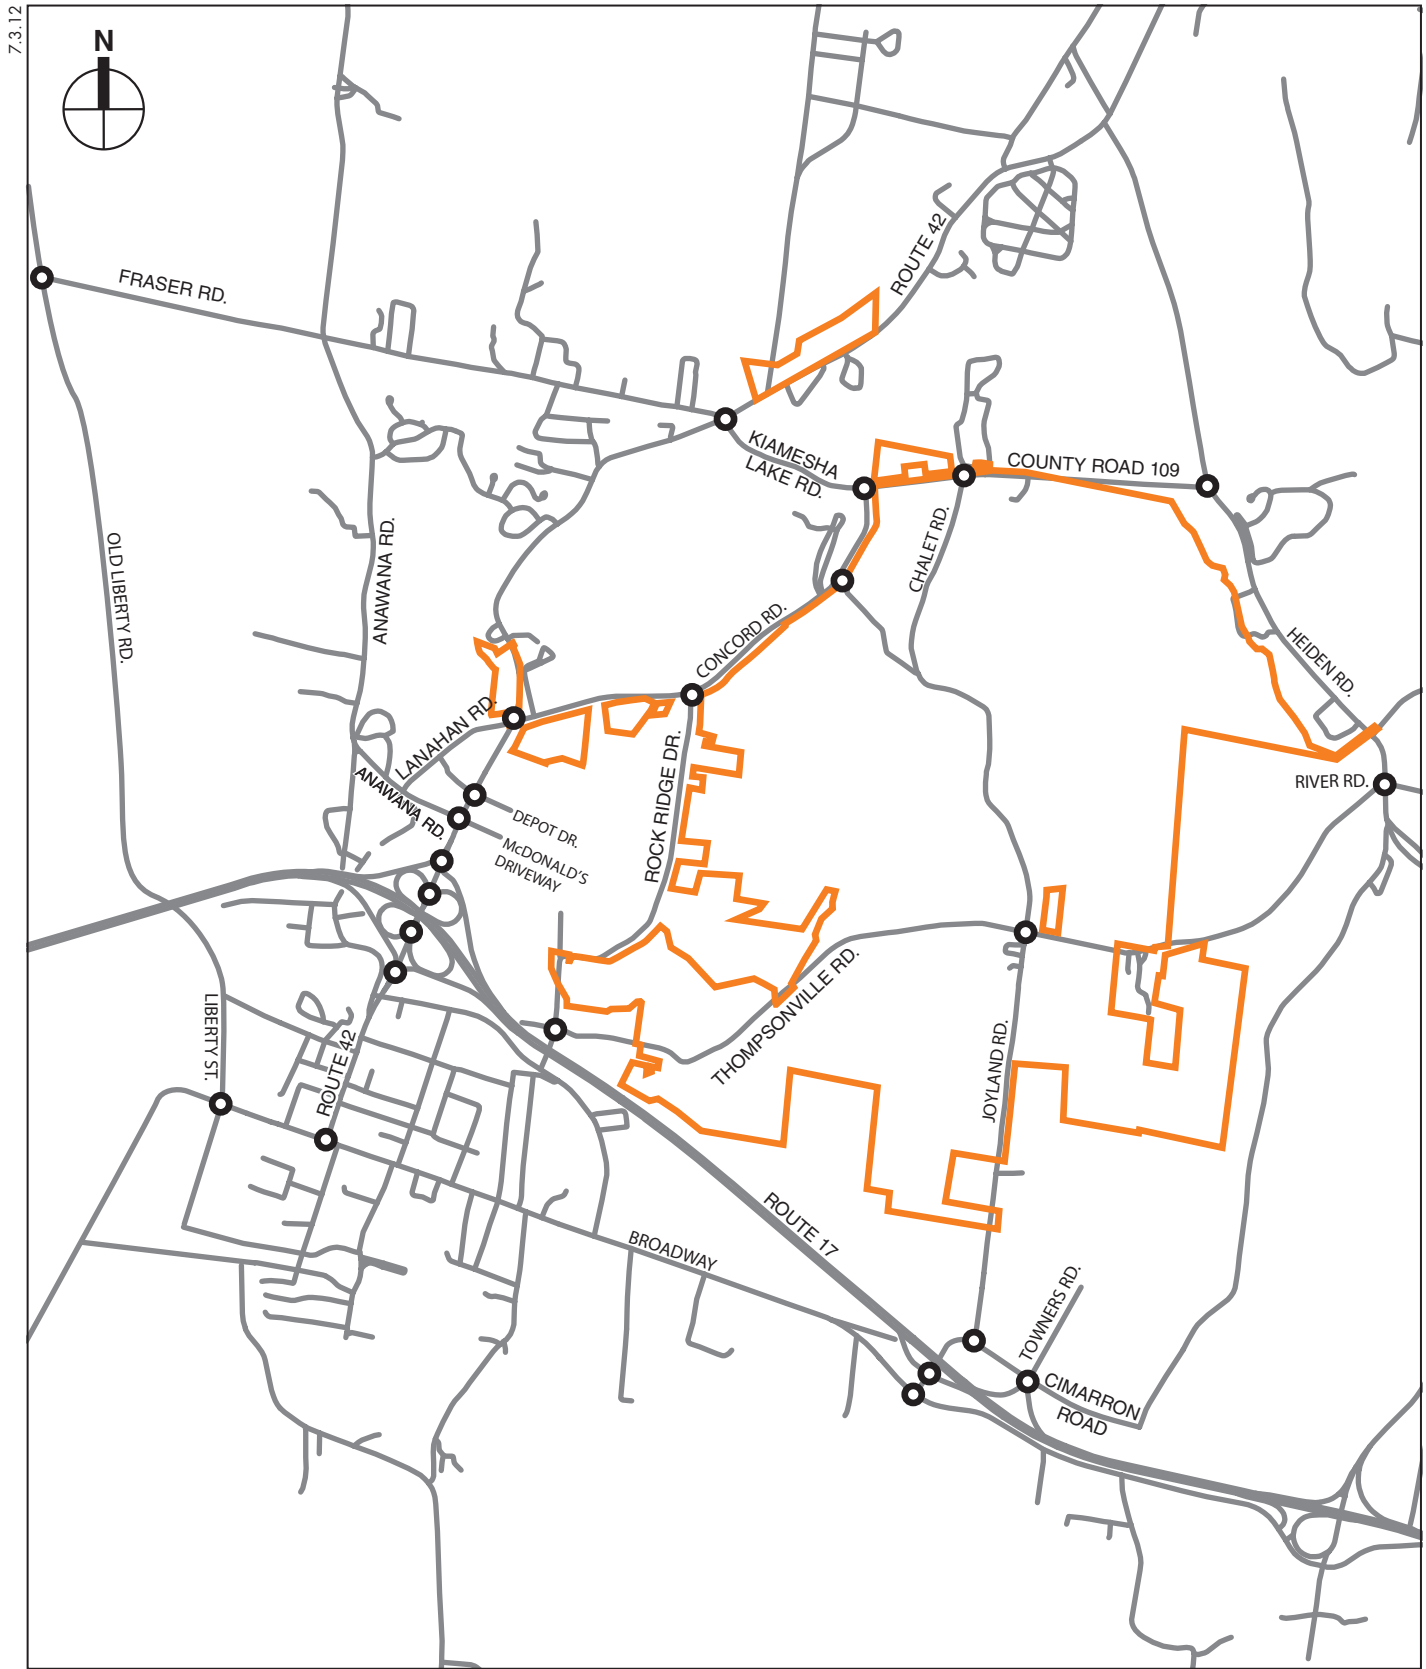 7.3.12
N
FRASER RD.
ROUTE 42
KIAMESHA
LAKE RD.
COUNTY ROAD 109
OLD LIBERTY RD.
ANAWANA RD.
CHALET RD.
CONCORD RD.
HEIDEN RD.
LANAHAN RD.
ANAWANA RD.
ROCK RIDGE DR.
RIVER RD.
DEPOT DR.
McDONALD'S
DRIVEWAY
THOMPSONVILLE RD.
LIBERTY ST.
ROUTE 42
JOYLAND RD.
ROUTE 17
BROADWAY
TOWNERS RD.
CIMARRON
ROAD